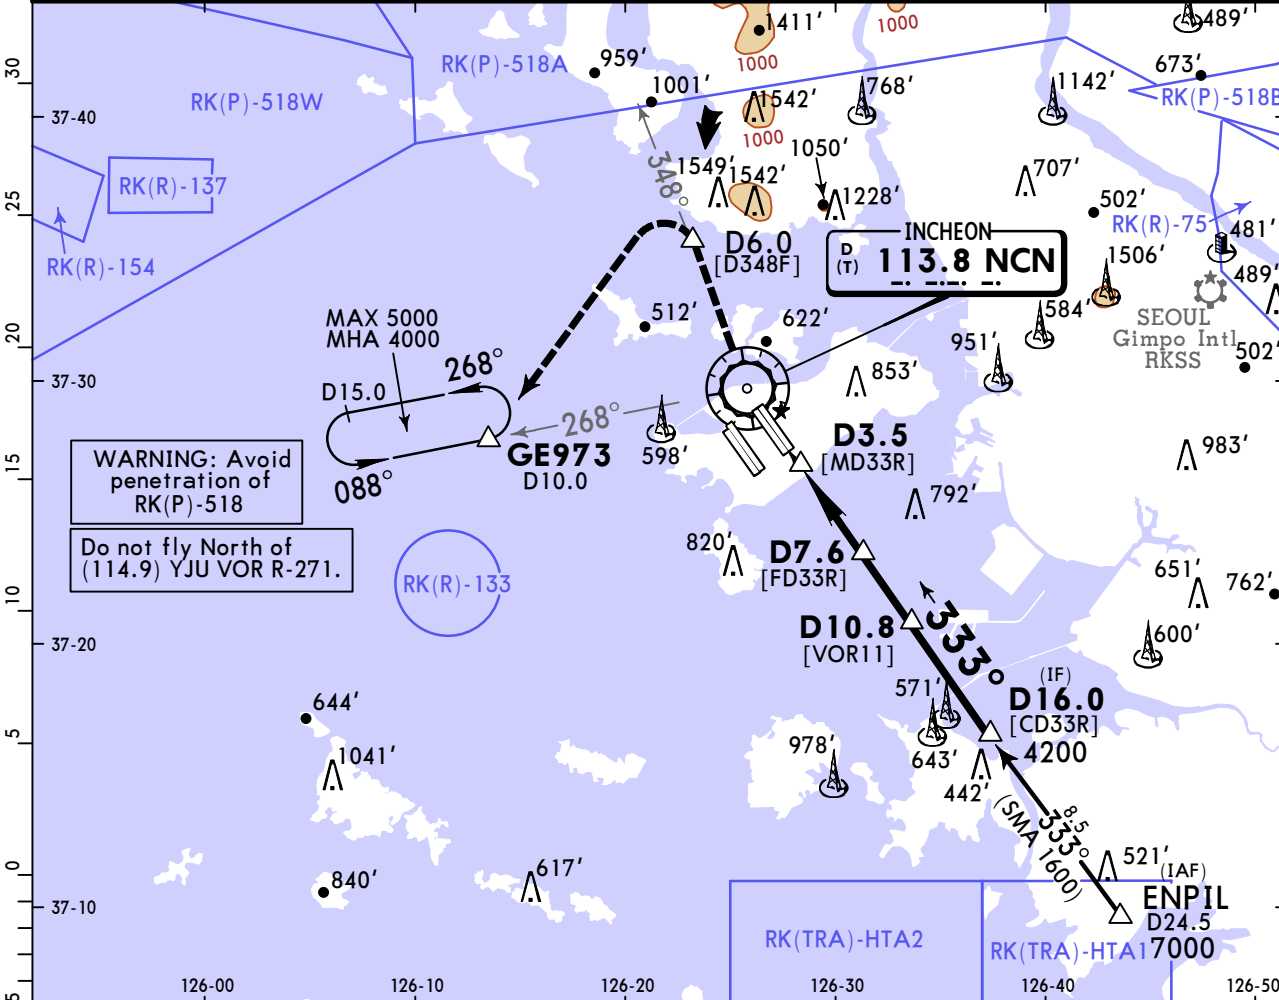 1411′
489′
30
959′
RK(P)-518A
1000
673′
RK(P)-518W
1001′
1542′
768′
1142′
RK(P)-518B
37-40
1000
348°
1549′
1542′
1050′
707′
RK(R)-137
1228′
502′
25
RK(R)-75
481′
RK(R)-154
D6.0
[D348F]
INCHEON
D
(T)
113.8 NCN
1506′
489′
MAX 5000
MHA 4000
512′
622′
584′
SEOUL
Gimpo Intl
RKSS
20
951′
502′
37-30
268°
853′
D15.0
268°
GE973
D10.0
598′
D3.5
[MD33R]
983′
WARNING: Avoid
penetration of
RK(P)-518
15
088°
792′
Do not fly North of
(114.9) YJU VOR R-271.
820′
D7.6
[FD33R]
RK(R)-133
651′
762′
10
333°
D10.8
[VOR11]
600′
37-20
(IF)
D16.0
[CD33R]
4200
571′
644′
5
1041′
978′
643′
442′
8.5
333°
(SMA 1600)
0
840′
617′
521′
(IAF)
ENPIL
D24.5
7000
37-10
RK(TRA)-HTA2
RK(TRA)-HTA1
5
126-00
126-10
126-20
126-30
126-40
126-50
1000